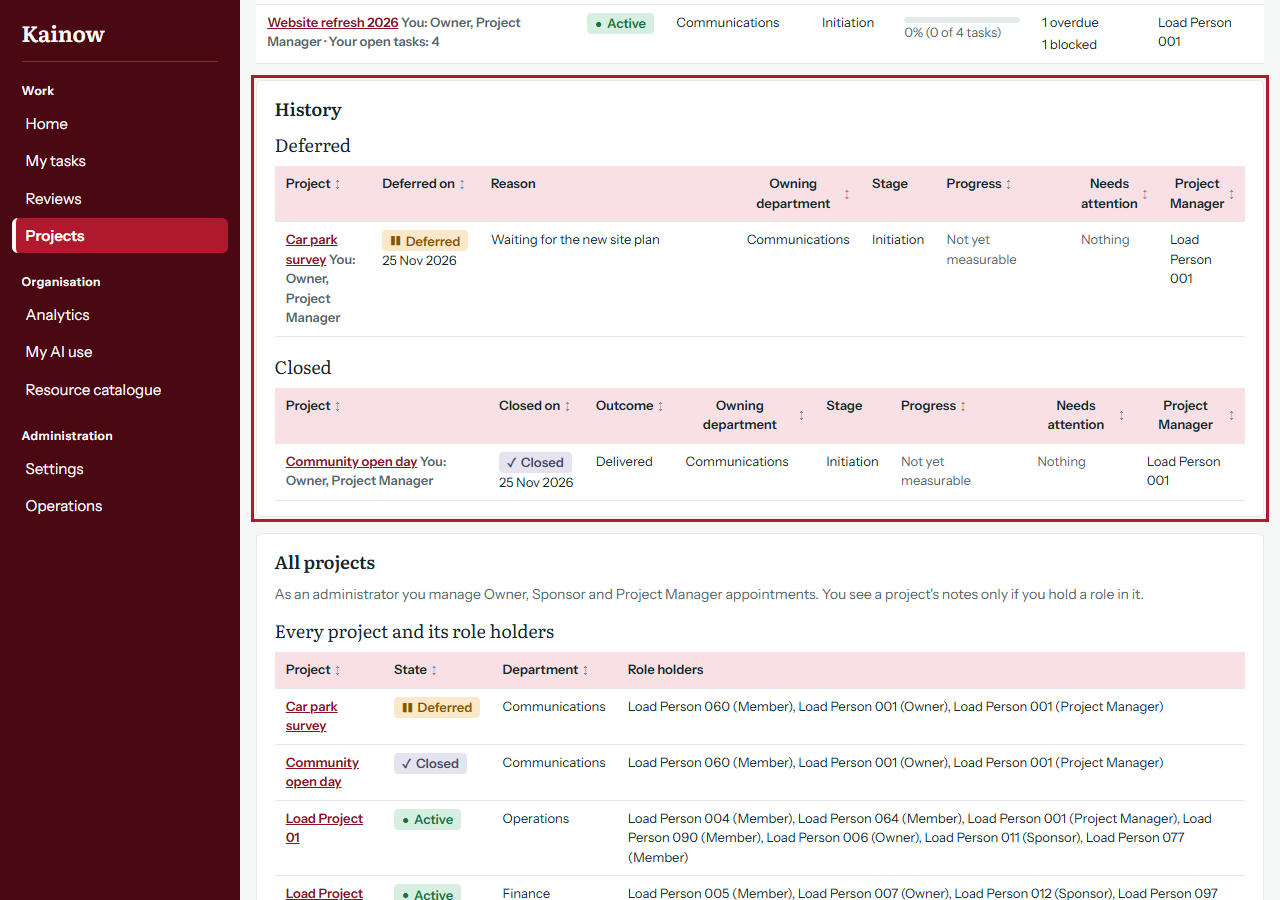 Kainow
Work
Home
My tasks
Reviews
Projects
Organisation
Analytics
My AI use
Resource catalogue
Administration
Settings
Operations
Website refresh 2026 You: Owner, Project
Manager · Your open tasks: 4
Active
Communications
Initiation
0% (0 of 4 tasks)
1 overdue
1 blocked
Load Person
001
History
Deferred
Project ↕ Deferred on ↕ Reason Owning department ↕ Stage Progress ↕ Needs attention ↕ Project Manager ↕
Car park
survey You:
Owner,
Project
Manager
Deferred
25 Nov 2026
Waiting for the new site plan
Communications
Initiation
Not yet
measurable
Nothing
Load
Person
001
Closed
Project ↕ Closed on ↕ Outcome ↕ Owning department ↕ Stage Progress ↕ Needs attention ↕ Project Manager ↕
Community open day You:
Owner, Project Manager
✓ Closed
25 Nov 2026
Delivered
Communications
Initiation
Not yet
measurable
Nothing
Load Person
001
All projects
As an administrator you manage Owner, Sponsor and Project Manager appointments. You see a project's notes only if you hold a role in it.
Every project and its role holders
Project ↕ State ↕ Department ↕ Role holders
Car park
survey
Deferred
Communications
Load Person 060 (Member), Load Person 001 (Owner), Load Person 001 (Project Manager)
Community
open day
✓ Closed
Communications
Load Person 060 (Member), Load Person 001 (Owner), Load Person 001 (Project Manager)
Load Project
01
Active
Operations
Load Person 004 (Member), Load Person 064 (Member), Load Person 001 (Project Manager), Load
Person 090 (Member), Load Person 006 (Owner), Load Person 011 (Sponsor), Load Person 077
(Member)
Load Project
Active
Finance
Load Person 005 (Member), Load Person 007 (Owner), Load Person 012 (Sponsor), Load Person 097